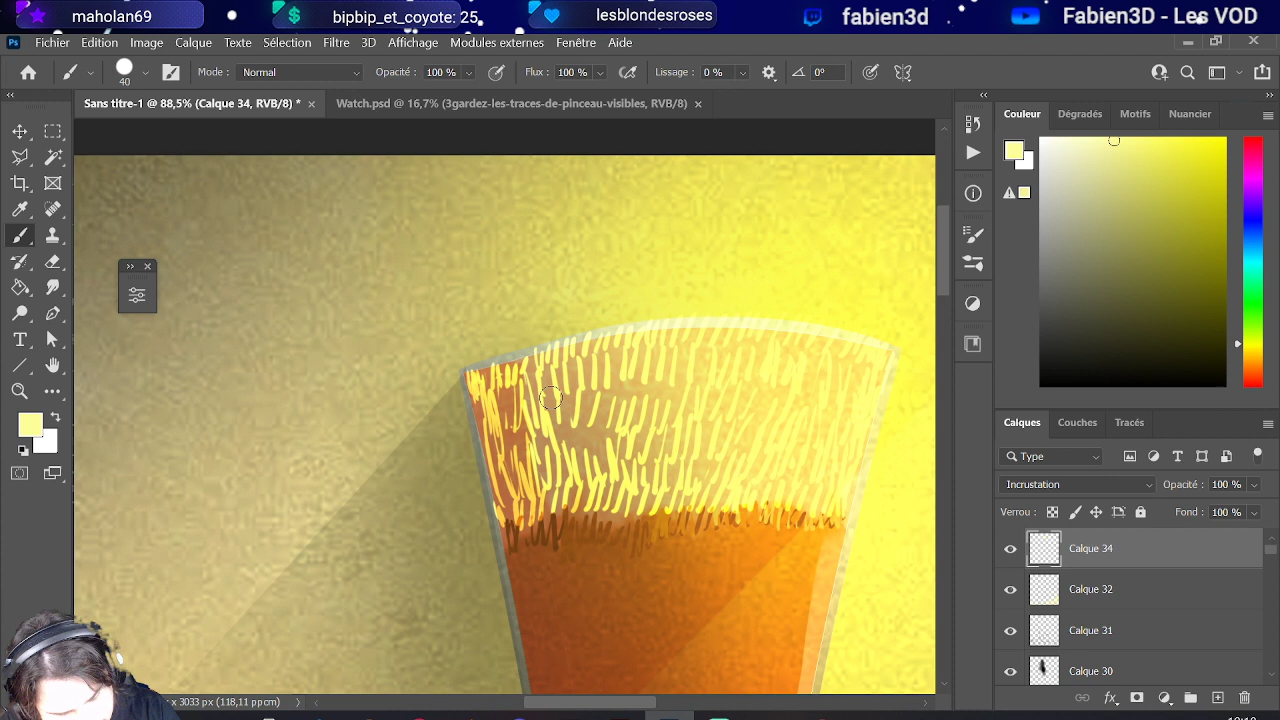 maholan69
bipbip_et_coyote: 25
lesblondesroses
fabien3d
Fabien3D - Les VOD
Ps Fichier Edition Image Calque Texte Sélection Filtre 3D Affichage Modules externes Fenêtre Aide
40
Mode : Normal
Opacité : 100 %
Flux : 100 %
Lissage : 0 %
0°
Sans titre-1 @ 88,5% (Calque 34, RVB/8) *
Watch.psd @ 16,7% (3gardez-les-traces-de-pinceau-visibles, RVB/8)
Couleur Dégradés Motifs Nuancier
Calques Couches Tracés
Type
Incrustation Opacité : 100 %
Verrou : Fond : 100 %
Calque 34
Calque 32
Calque 31
Calque 30
fx
x 3033 px (118,11 ppcm)